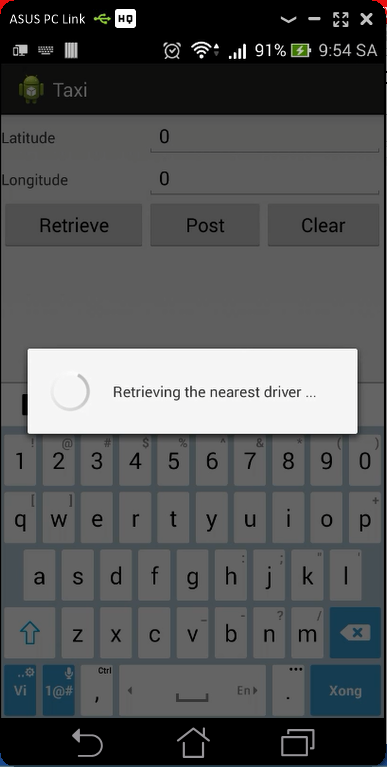 ASUS PC Link HQ
91% 9:54 SA
Taxi
Latitude 0
Longitude 0
Retrieve Post Clear
Retrieving the nearest driver ...
! @ # $ % ^ & * ( )
1 2 3 4 5 6 7 8 9 0
[ ] < > +
q w e r t y u i o p
: ; " '
a s d f g h j k l
_ - ? /
z x c v b n m
Ctrl ...
Vi 1@# , En . Xong